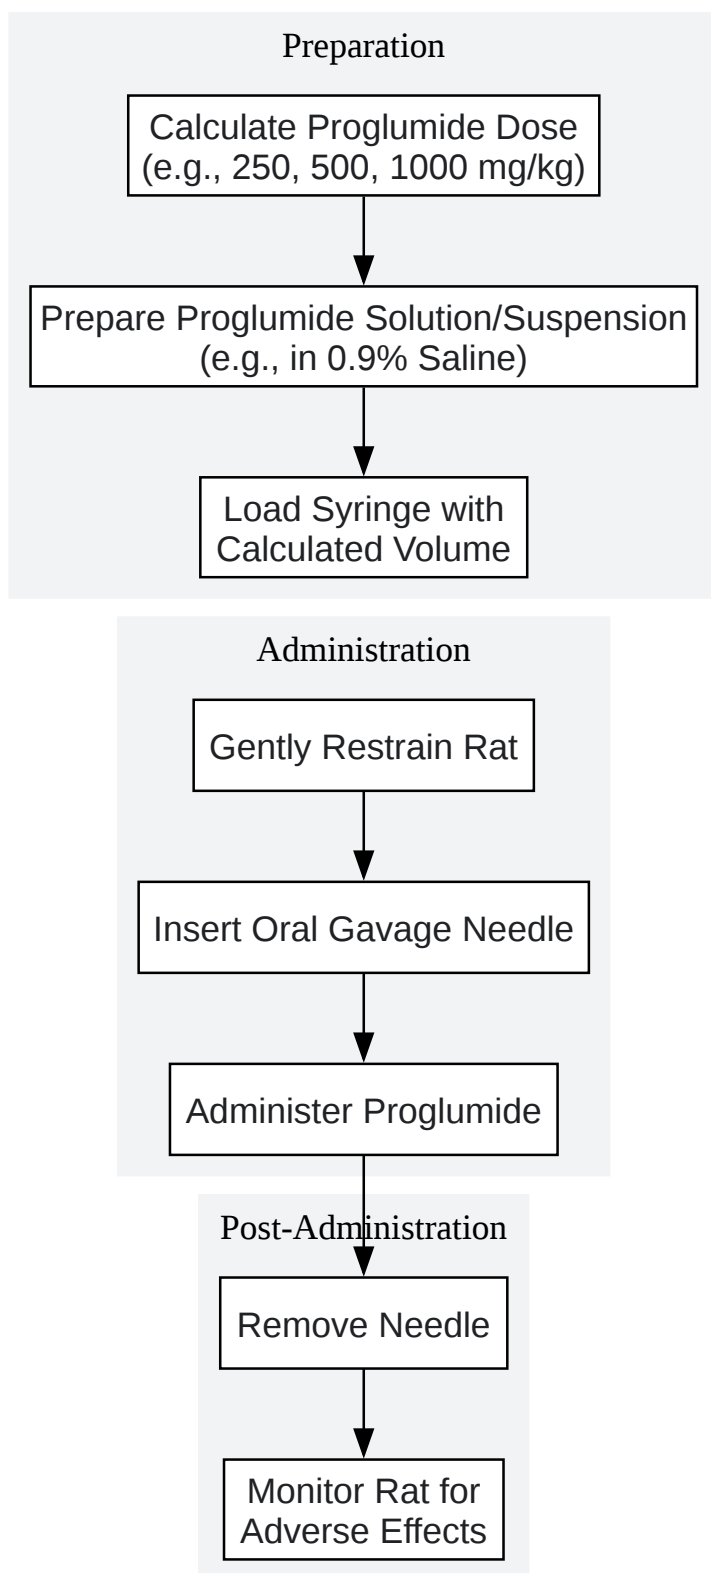 Preparation
Calculate Proglumide Dose
(e.g., 250, 500, 1000 mg/kg)
Prepare Proglumide Solution/Suspension
(e.g., in 0.9% Saline)
Load Syringe with
Calculated Volume
Administration
Gently Restrain Rat
Insert Oral Gavage Needle
Administer Proglumide
Post-Administration
Remove Needle
Monitor Rat for
Adverse Effects